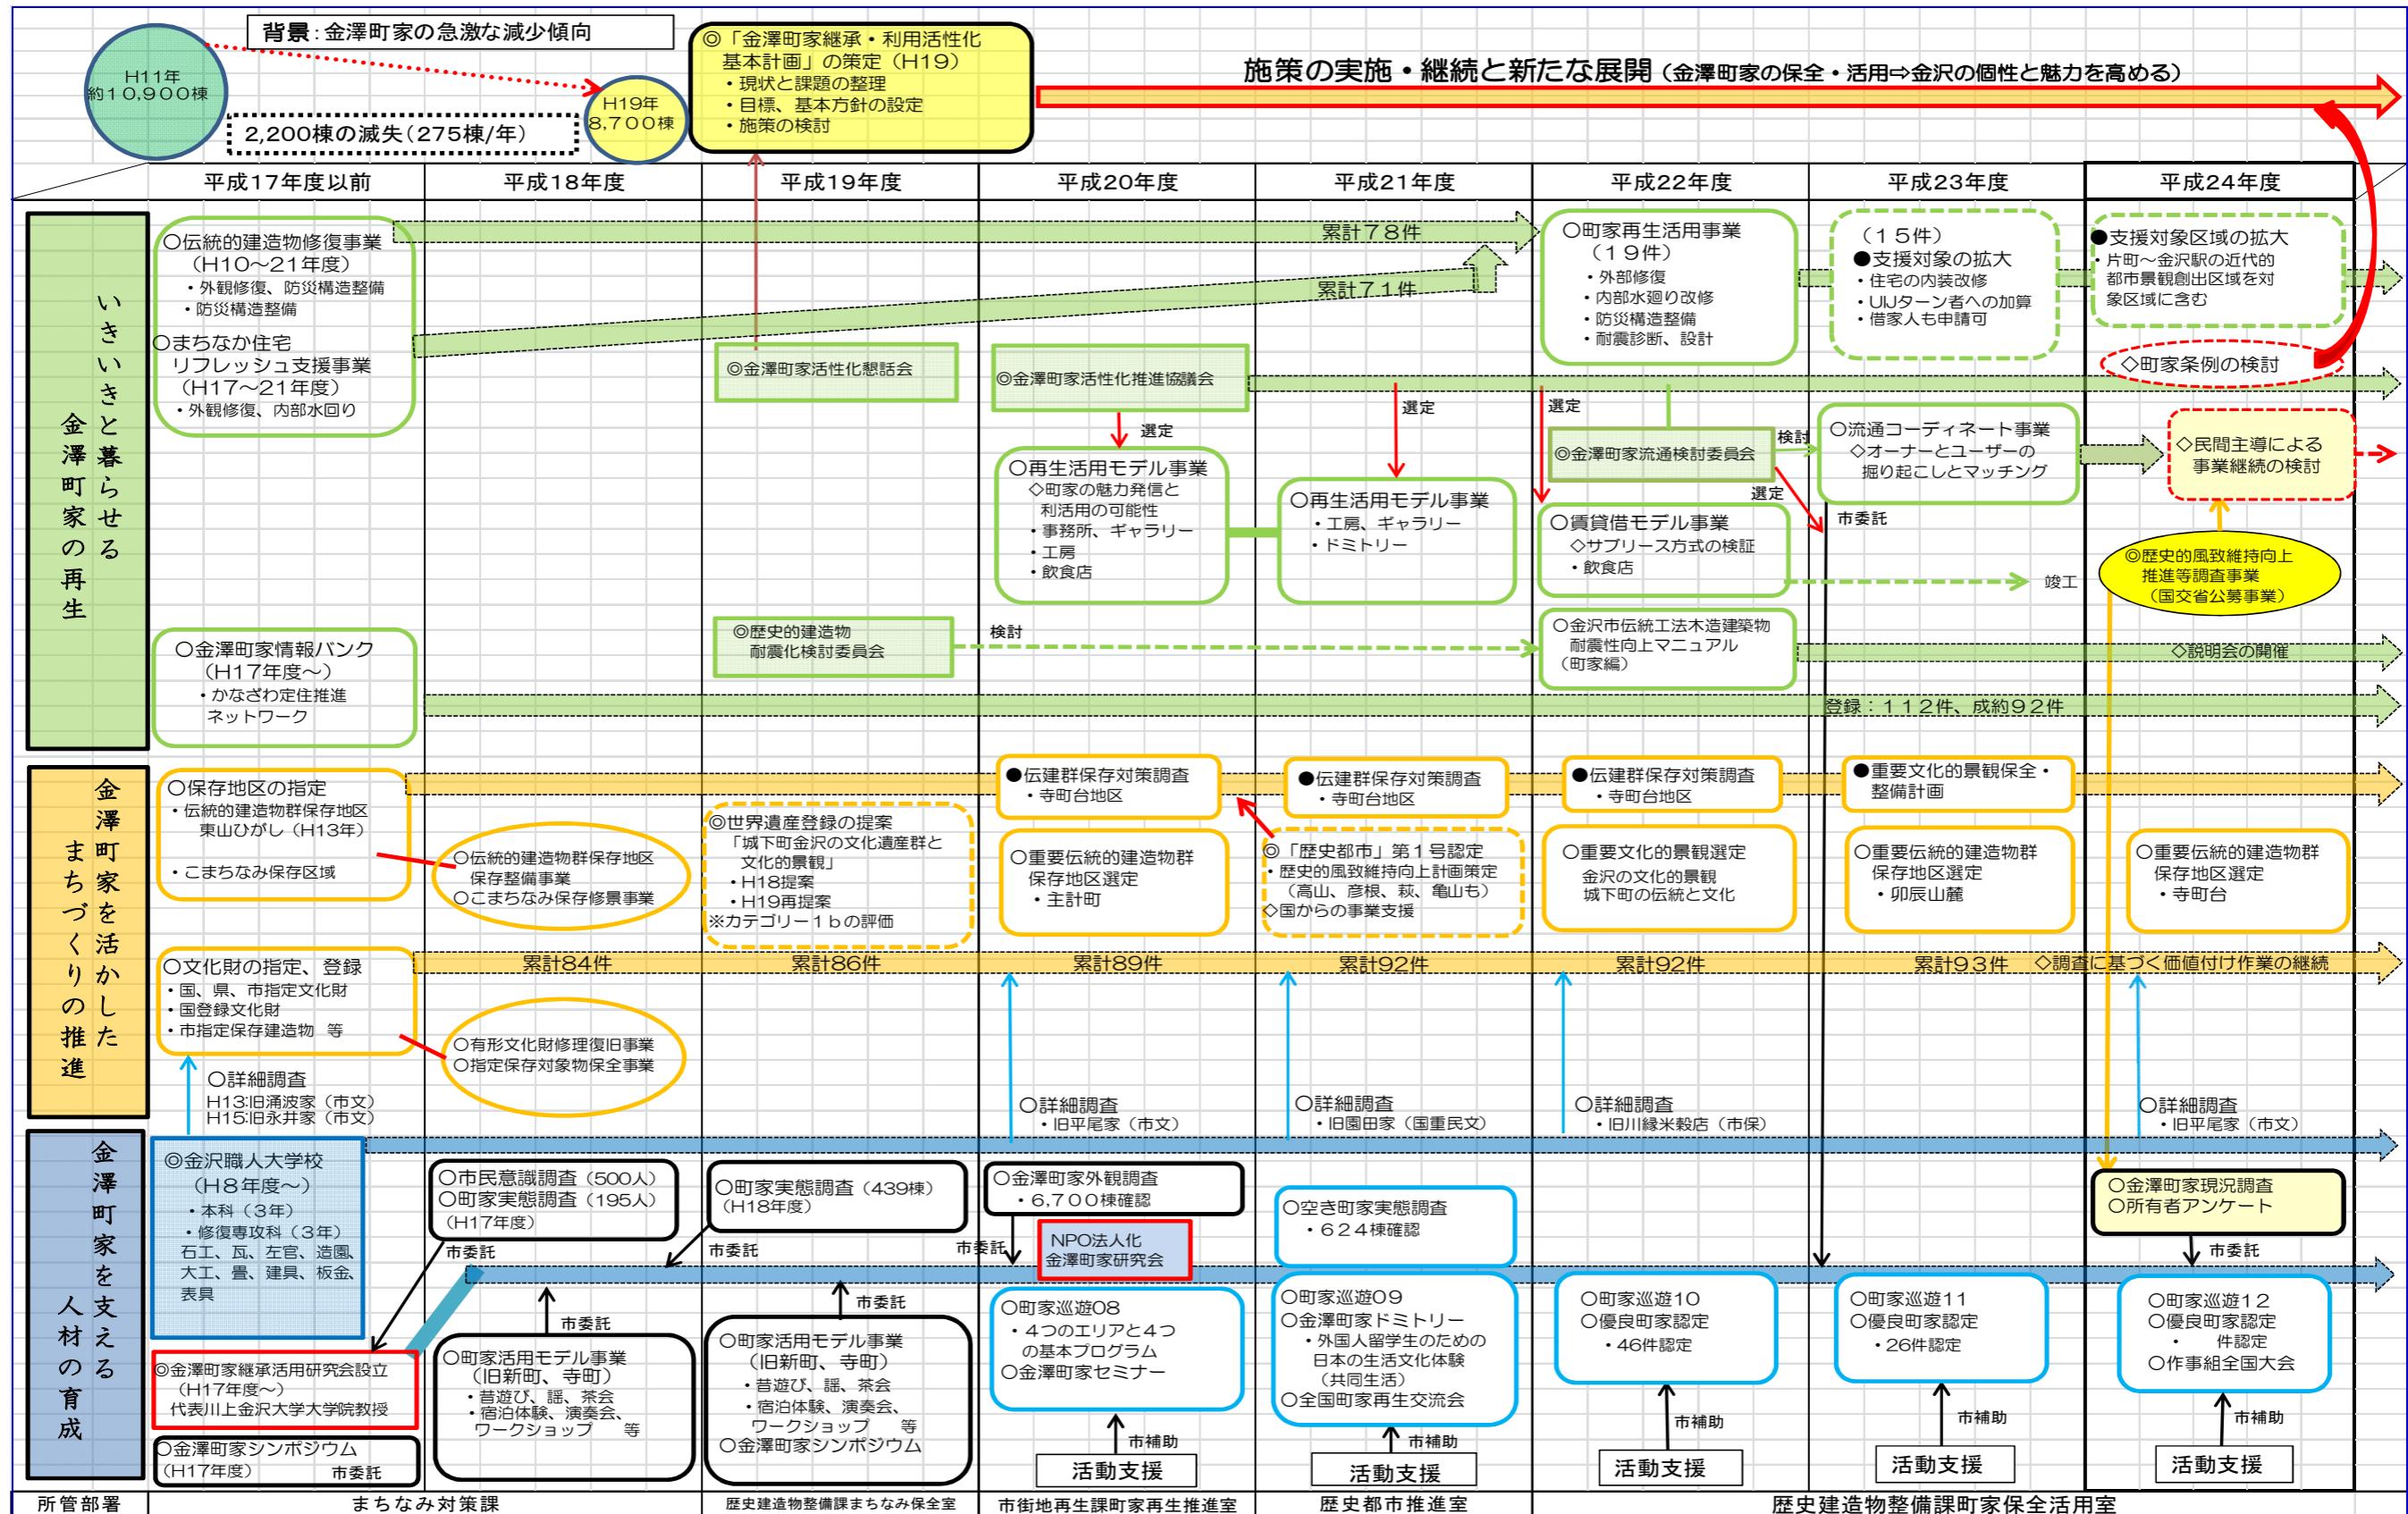 背景：金澤町家の急激な減少傾向
H11年
約10,900棟
H19年
8,700棟
2,200棟の滅失（275棟/年）
◎「金澤町家継承・利用活性化
基本計画」の策定（H19）
・現状と課題の整理
・目標、基本方針の設定
・施策の検討
施策の実施・継続と新たな展開（金澤町家の保全・活用⇨金沢の個性と魅力を高める）
平成17年度以前
平成18年度
平成19年度
平成20年度
平成21年度
平成22年度
平成23年度
平成24年度
いきいきと暮らせる
金澤町家の再生
○伝統的建造物修復事業
（H10～21年度）
・外観修復、防災構造整備
・防災構造整備
○まちなか住宅
リフレッシュ支援事業
（H17～21年度）
・外観修復、内部水回り
累計78件
累計71件
○町家再生活用事業
（19件）
・外部修復
・内部水廻り改修
・防災構造整備
・耐震診断、設計
（15件）
●支援対象の拡大
・住宅の内装改修
・UIJターン者への加算
・借家人も申請可
●支援対象区域の拡大
・片町～金沢駅の近代的
都市景観創出区域を対
象区域に含む
◇町家条例の検討
◎金澤町家活性化懇話会
◎金澤町家活性化推進協議会
選定
選定
選定
○再生活用モデル事業
◇町家の魅力発信と
利活用の可能性
・事務所、ギャラリー
・工房
・飲食店
○再生活用モデル事業
・工房、ギャラリー
・ドミトリー
◎金澤町家流通検討委員会
検討
選定
○流通コーディネート事業
◇オーナーとユーザーの
掘り起こしとマッチング
市委託
◇民間主導による
事業継続の検討
○賃貸借モデル事業
◇サブリース方式の検証
・飲食店
竣工
◎歴史的風致維持向上
推進等調査事業
（国交省公募事業）
○金澤町家情報バンク
（H17年度～）
・かなざわ定住推進
ネットワーク
◎歴史的建造物
耐震化検討委員会
検討
○金沢市伝統工法木造建築物
耐震性向上マニュアル
（町家編）
◇説明会の開催
登録：112件、成約92件
金澤町家を活かした
まちづくりの推進
○保存地区の指定
・伝統的建造物群保存地区
東山ひがし（H13年）
・こまちなみ保存区域
○伝統的建造物群保存地区
保存整備事業
○こまちなみ保存修景事業
◎世界遺産登録の提案
「城下町金沢の文化遺産群と
文化的景観」
・H18提案
・H19再提案
※カテゴリー1bの評価
●伝建群保存対策調査
・寺町台地区
○重要伝統的建造物群
保存地区選定
・主計町
●伝建群保存対策調査
・寺町台地区
◎「歴史都市」第1号認定
・歴史的風致維持向上計画策定
（高山、彦根、萩、亀山も）
◇国からの事業支援
●伝建群保存対策調査
・寺町台地区
○重要文化的景観選定
金沢の文化的景観
城下町の伝統と文化
●重要文化的景観保全・
整備計画
○重要伝統的建造物群
保存地区選定
・卯辰山麓
○重要伝統的建造物群
保存地区選定
・寺町台
○文化財の指定、登録
・国、県、市指定文化財
・国登録文化財
・市指定保存建造物　等
累計84件
累計86件
累計89件
累計92件
累計92件
累計93件
◇調査に基づく価値付け作業の継続
○有形文化財修理復旧事業
○指定保存対象物保全事業
○詳細調査
H13:旧涌波家（市文）
H15:旧永井家（市文）
○詳細調査
・旧平尾家（市文）
○詳細調査
・旧園田家（国重民文）
○詳細調査
・旧川縁米穀店（市保）
○詳細調査
・旧平尾家（市文）
金澤町家を支える
人材の育成
◎金沢職人大学校
（H8年度～）
・本科（3年）
・修復専攻科（3年）
石工、瓦、左官、造園、
大工、畳、建具、板金、
表具
○市民意識調査（500人）
○町家実態調査（195人）
（H17年度）
市委託
○町家実態調査（439棟）
（H18年度）
市委託
○金澤町家外観調査
・6,700棟確認
市委託
NPO法人化
金澤町家研究会
○空き町家実態調査
・624棟確認
○金澤町家現況調査
○所有者アンケート
市委託
◎金澤町家継承活用研究会設立
（H17年度～）
代表川上金沢大学大学院教授
○金澤町家シンポジウム
（H17年度）
市委託
市委託
○町家活用モデル事業
（旧新町、寺町）
・昔遊び、謡、茶会
・宿泊体験、演奏会、
ワークショップ　等
市委託
○町家活用モデル事業
（旧新町、寺町）
・昔遊び、謡、茶会
・宿泊体験、演奏会、
ワークショップ　等
○金澤町家シンポジウム
○町家巡遊08
・4つのエリアと4つ
の基本プログラム
○金澤町家セミナー
市補助
活動支援
○町家巡遊09
○金澤町家ドミトリー
・外国人留学生のための
日本の生活文化体験
（共同生活）
○全国町家再生交流会
市補助
活動支援
○町家巡遊10
○優良町家認定
・46件認定
市補助
活動支援
○町家巡遊11
○優良町家認定
・26件認定
市補助
活動支援
○町家巡遊12
○優良町家認定
・　件認定
○作事組全国大会
市補助
活動支援
所管部署
まちなみ対策課
歴史建造物整備課まちなみ保全室
市街地再生課町家再生推進室
歴史都市推進室
歴史建造物整備課町家保全活用室